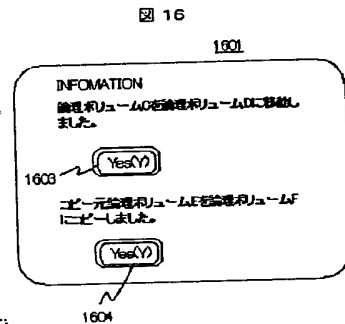 図 16
1601
INFOMATION
論理ボリュームCを論理ボリュームDに移動し
ました。
Yes(Y)
1603
コピー元論理ボリュームEを論理ボリュームF
にコピーしました。
Yes(Y)
1604